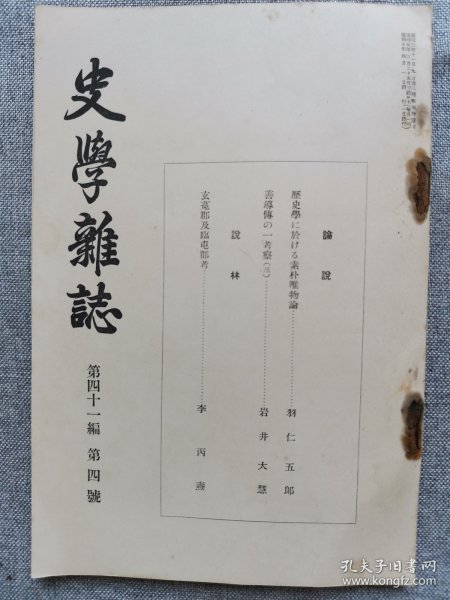 論說
歷史學に於ける素朴唯物論…………羽仁五郎
善導傳の一考察(三)…………岩井大慧
說林
玄菟郡及臨屯郡考…………李丙燾
史學雜誌
第四十一編 第四號
孔夫子旧书网
www.kongfz.com